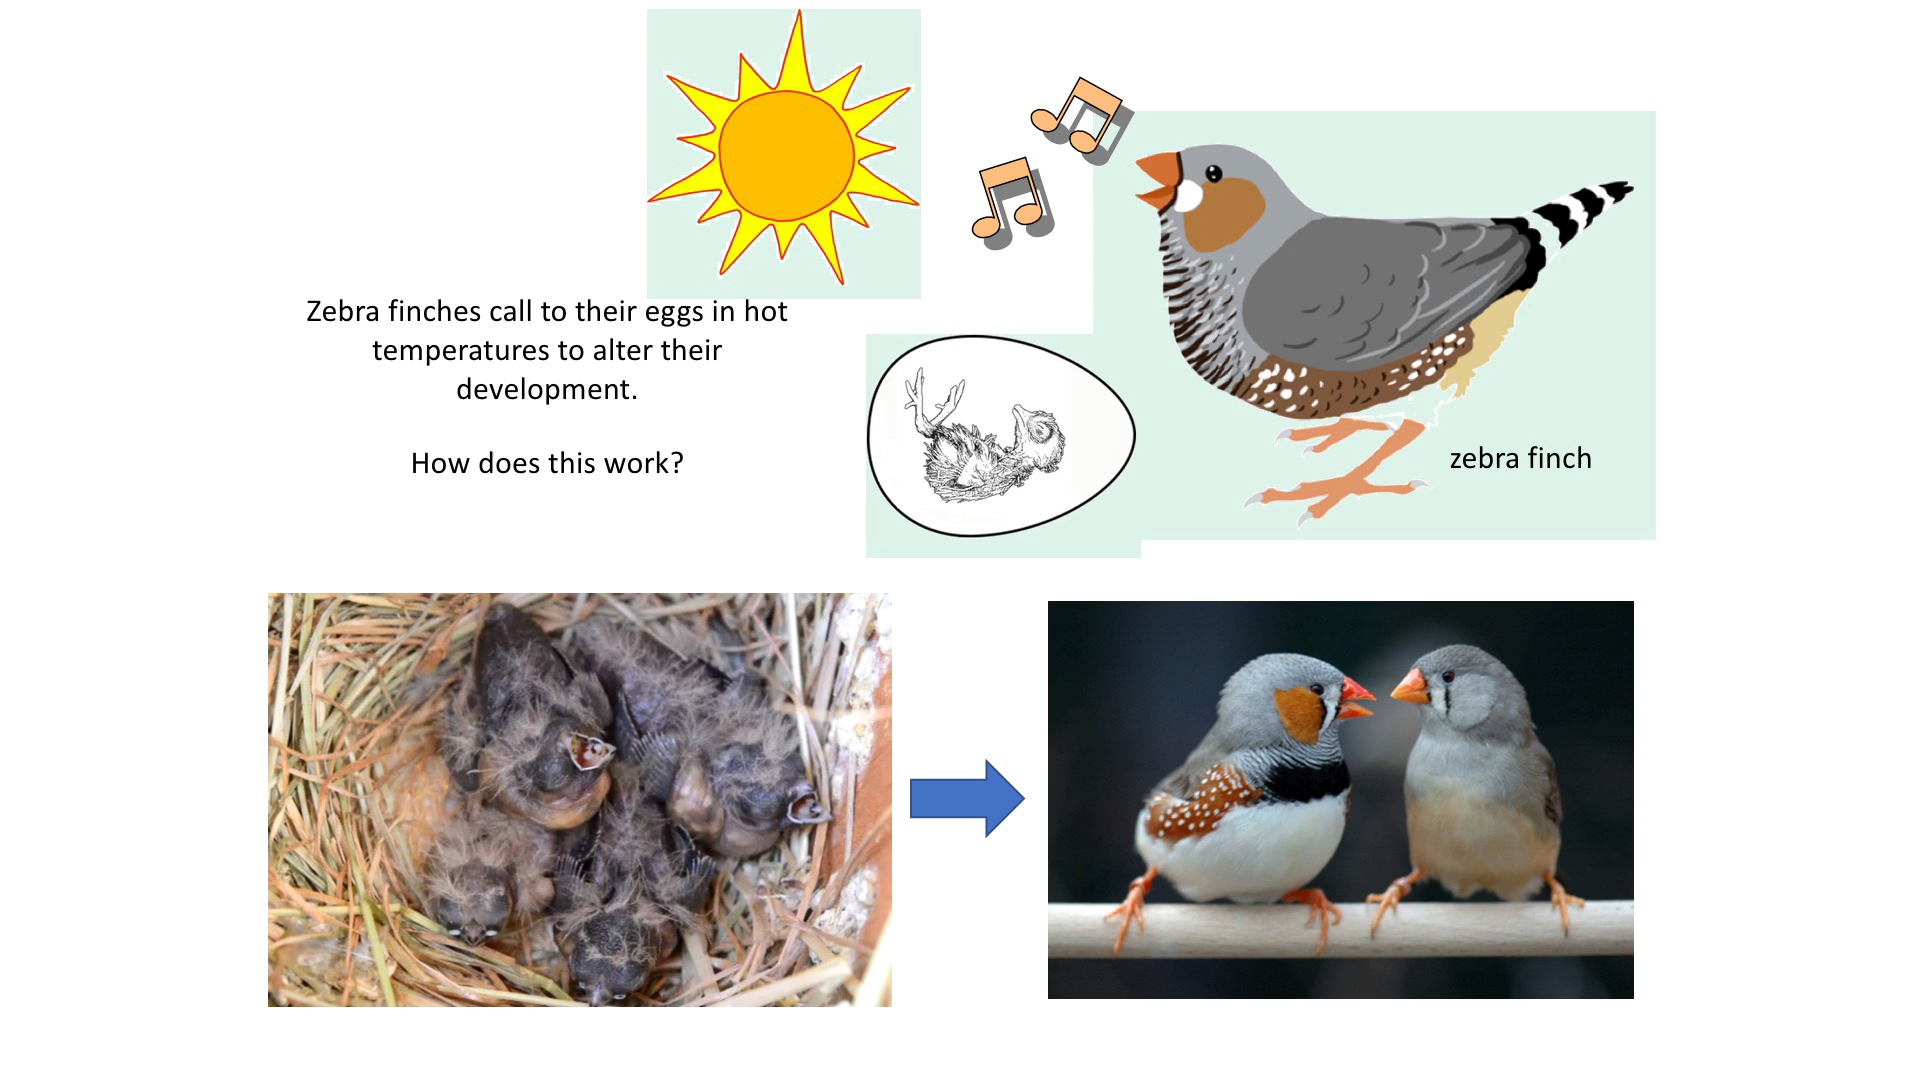 Zebra finches call to their eggs in hot
temperatures to alter their
development.
How does this work?
zebra finch